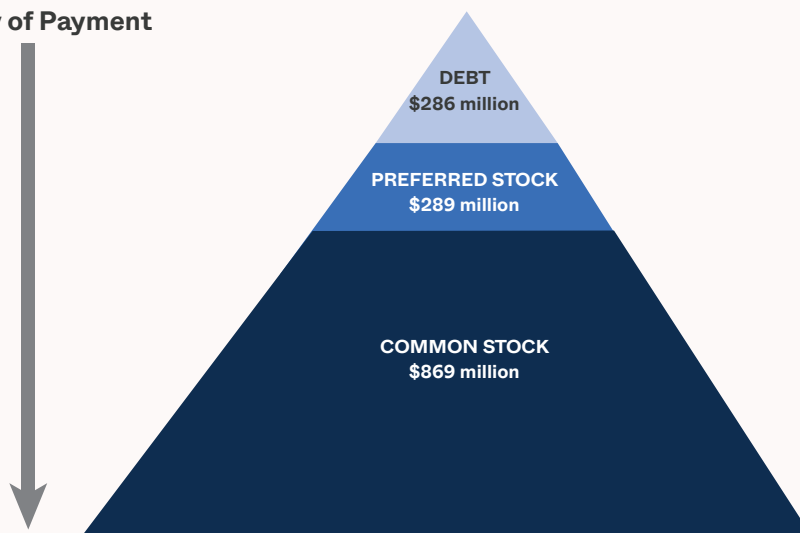 of Payment
DEBT
$286 million
PREFERRED STOCK
$289 million
COMMON STOCK
$869 million